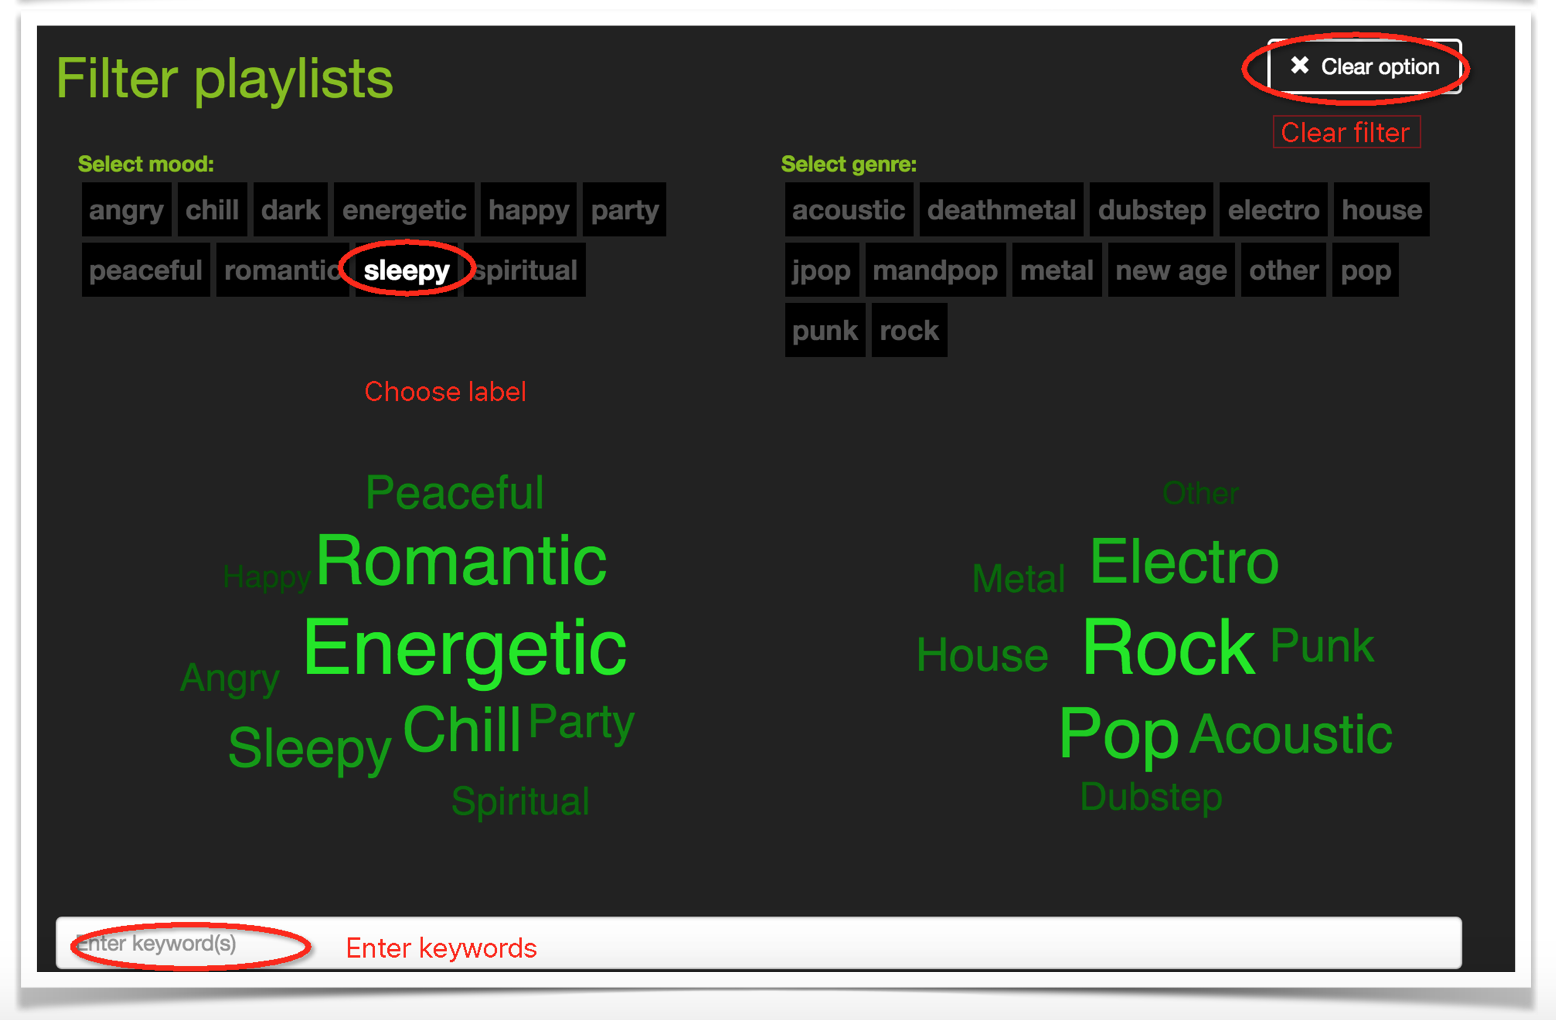 Filter playlists
✖ Clear option
Clear filter
Select mood:
angry chill dark energetic happy party
peaceful romantic sleepy spiritual
Select genre:
acoustic deathmetal dubstep electro house
jpop mandpop metal new age other pop
punk rock
Choose label
Peaceful
Happy Romantic
Energetic
Angry
Chill Party
Sleepy
Spiritual
Other
Metal Electro
House Rock Punk
Pop Acoustic
Dubstep
Enter keyword(s)
Enter keywords